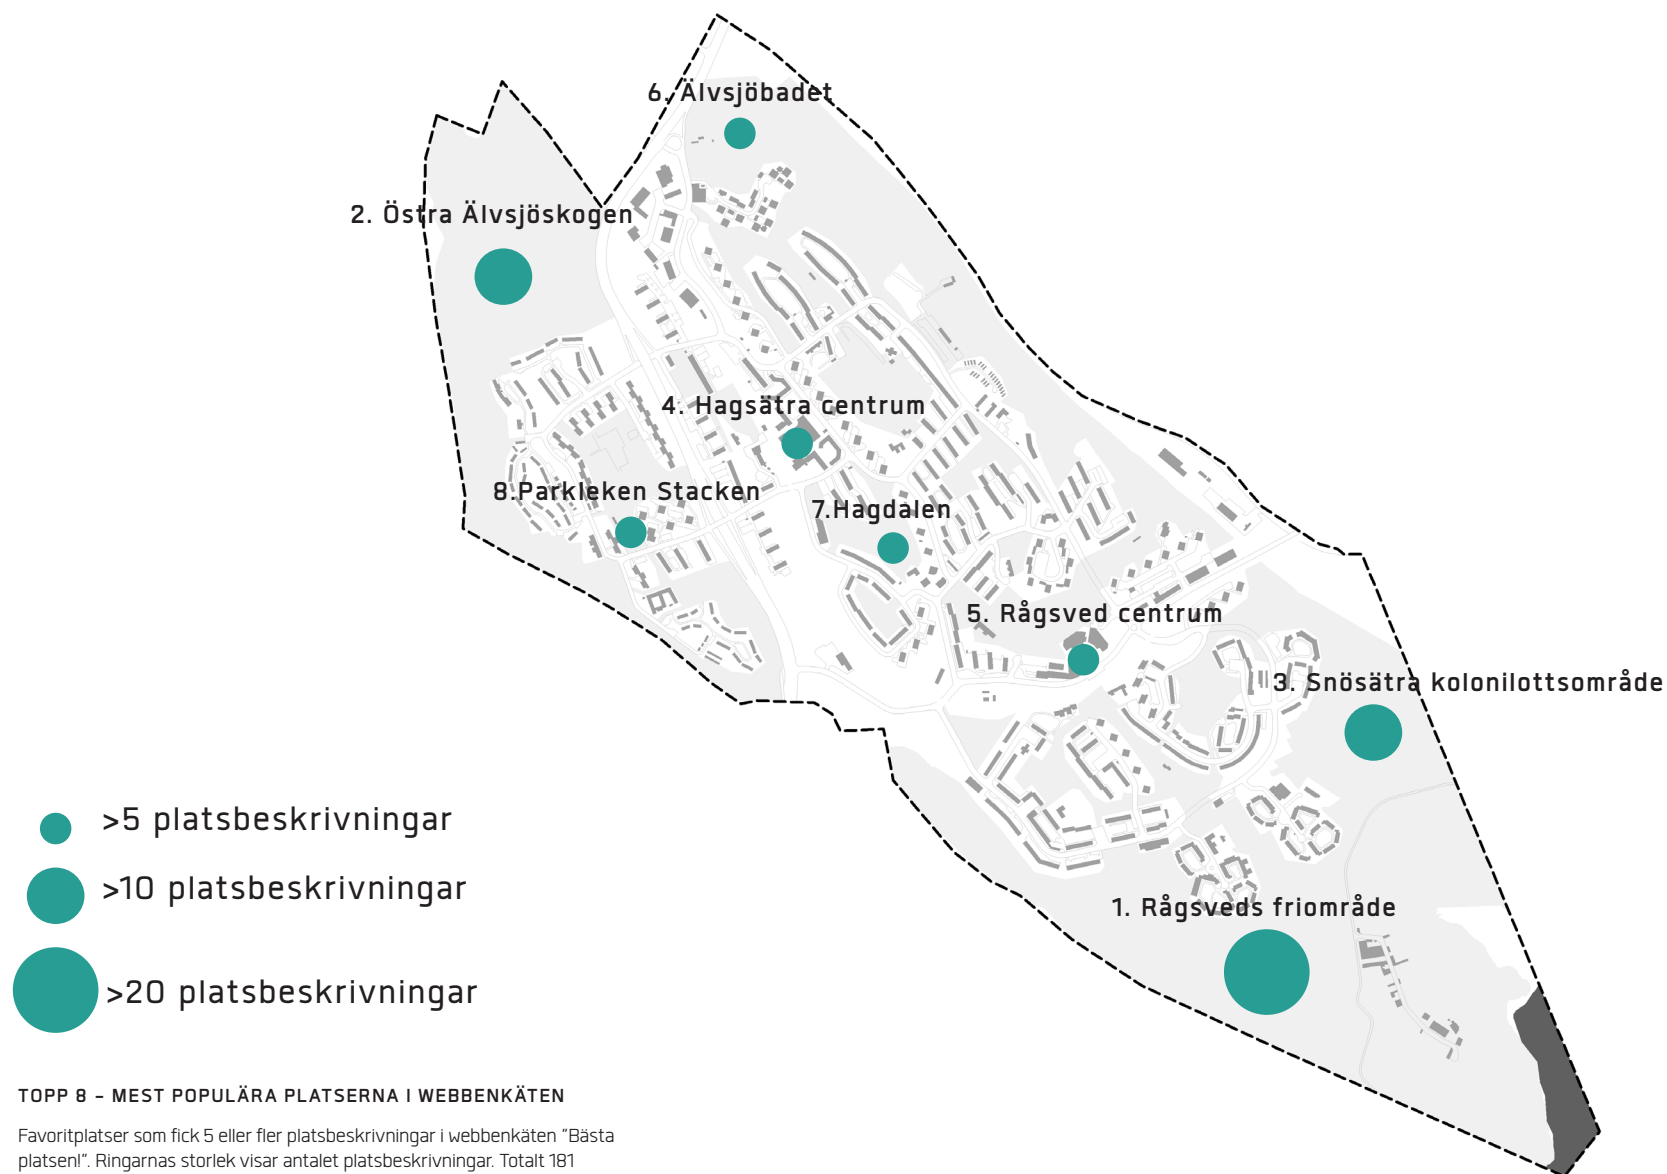 6. Älvsjöbadet
2. Östra Älvsjöskogen
4. Hagsätra centrum
8.Parkleken Stacken
7.Hagdalen
5. Rågsved centrum
3. Snösätra kolonilottsområde
1. Rågsveds friområde
>5 platsbeskrivningar
>10 platsbeskrivningar
>20 platsbeskrivningar
TOPP 8 – MEST POPULÄRA PLATSERNA I WEBBENKÄTEN
Favoritplatser som fick 5 eller fler platsbeskrivningar i webbenkäten "Bästa
platsen!". Ringarnas storlek visar antalet platsbeskrivningar. Totalt 181